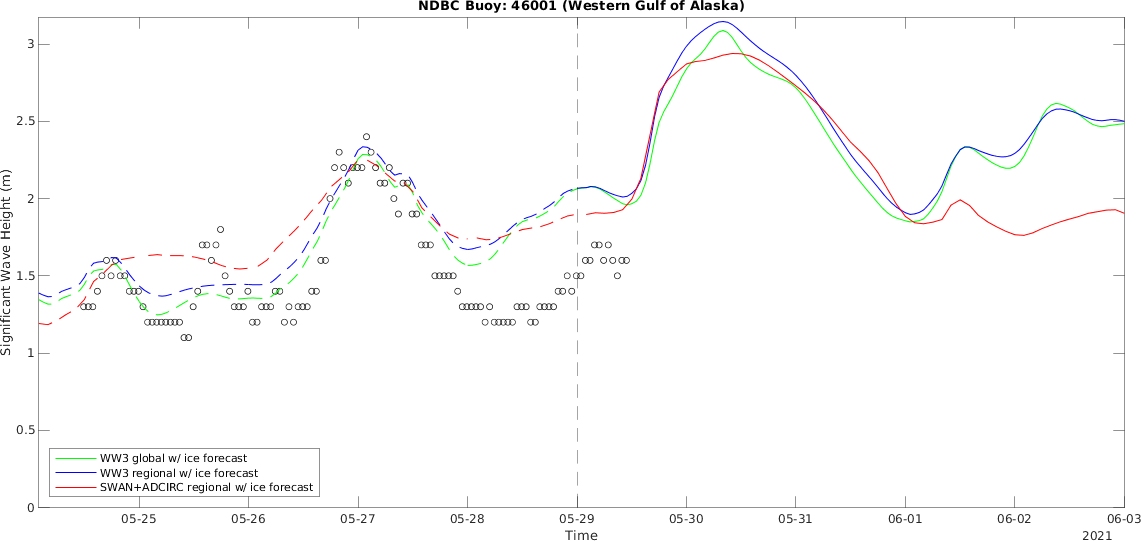 NDBC Buoy: 46001 (Western Gulf of Alaska)
Significant Wave Height (m)
3
2.5
2
1.5
1
0.5
0
WW3 global w/ ice forecast
WW3 regional w/ ice forecast
SWAN+ADCIRC regional w/ ice forecast
05-25 05-26 05-27 05-28 05-29 05-30 05-31 06-01 06-02 06-03
Time
2021